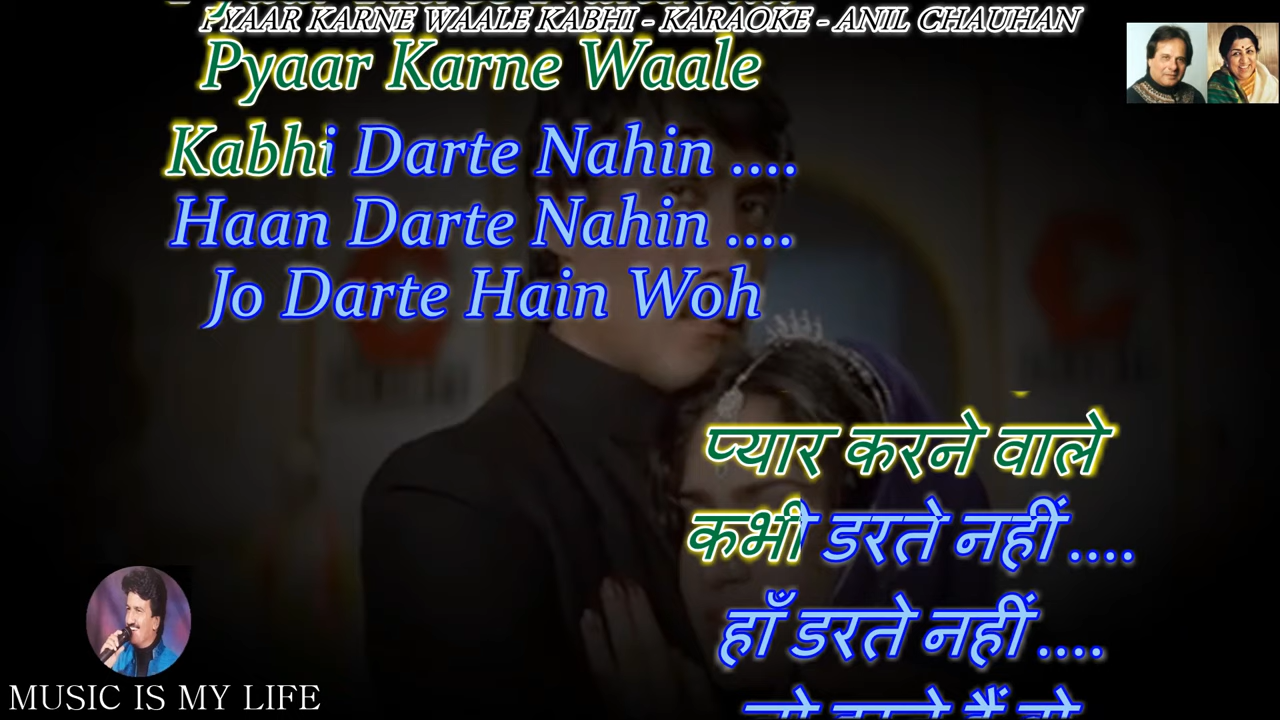 PYAAR KARNE WAALE KABHI - KARAOKE - ANIL CHAUHAN
Pyaar Karne Waale
Kabhi Darte Nahin ....
Haan Darte Nahin ....
Jo Darte Hain Woh
प्यार करने वाले
कभी डरते नहीं ....
हाँ डरते नहीं ....
MUSIC IS MY LIFE